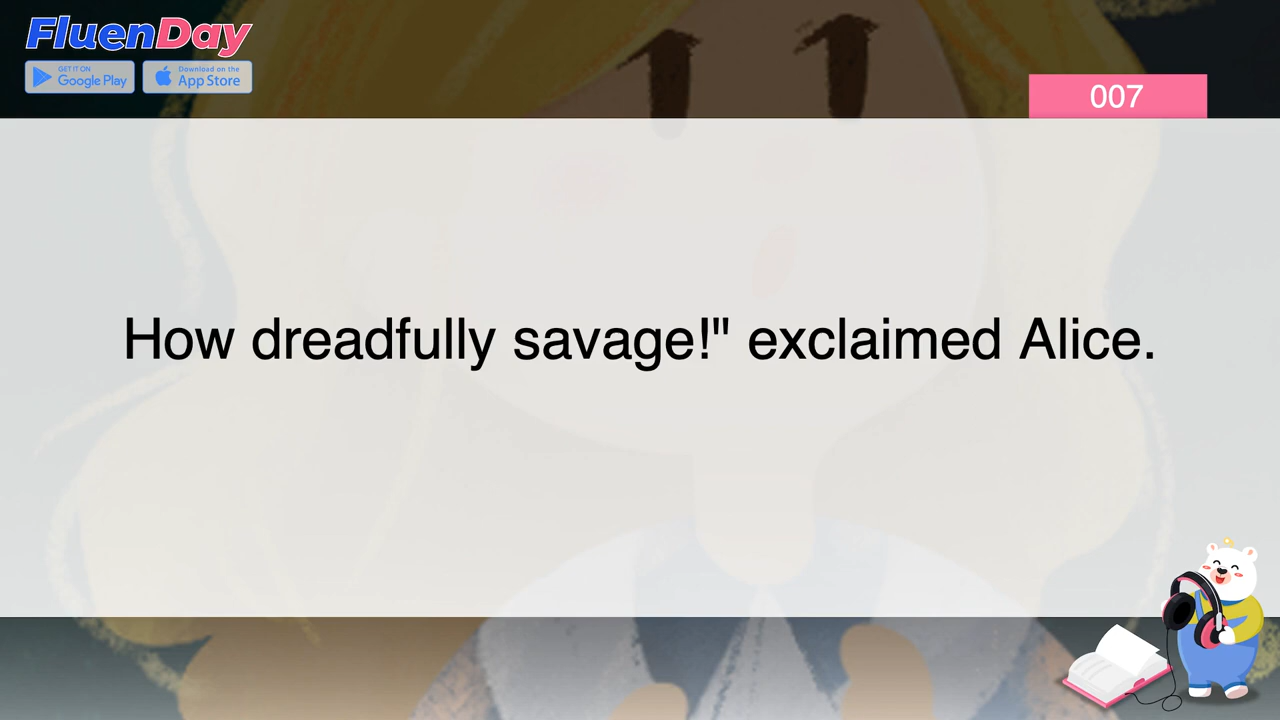 FluenDay
GET IT ON
Google Play
Download on the
App Store
007
How dreadfully savage!" exclaimed Alice.